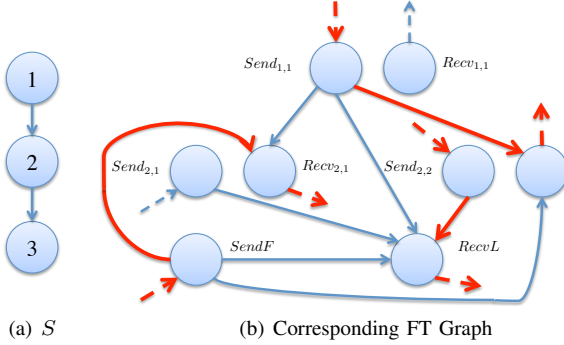 1
2
3
Send1,1
Recv1,1
Send2,1
Recv2,1
Send2,2
SendF
RecvL
(a) S
(b) Corresponding FT Graph